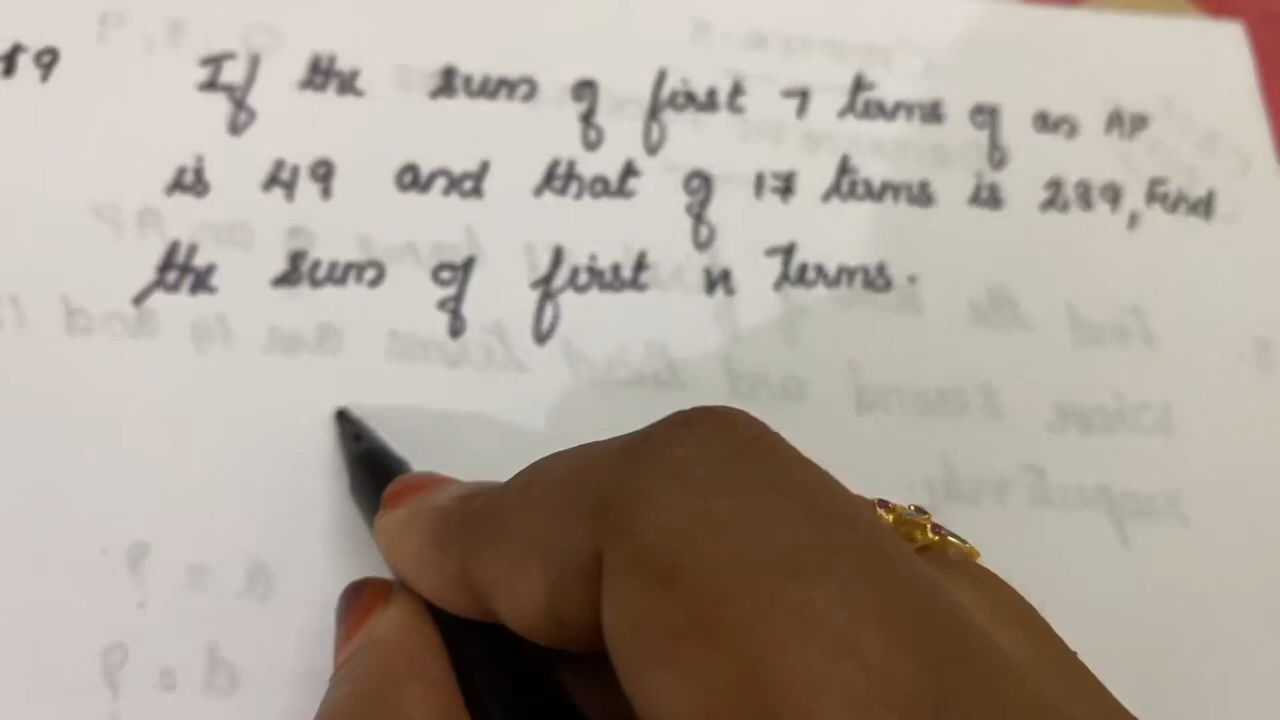 59 If the sum of first 7 terms of an AP
is 49 and that of 17 terms is 289, Find
the sum of first n Terms.
a = ?
d = ?